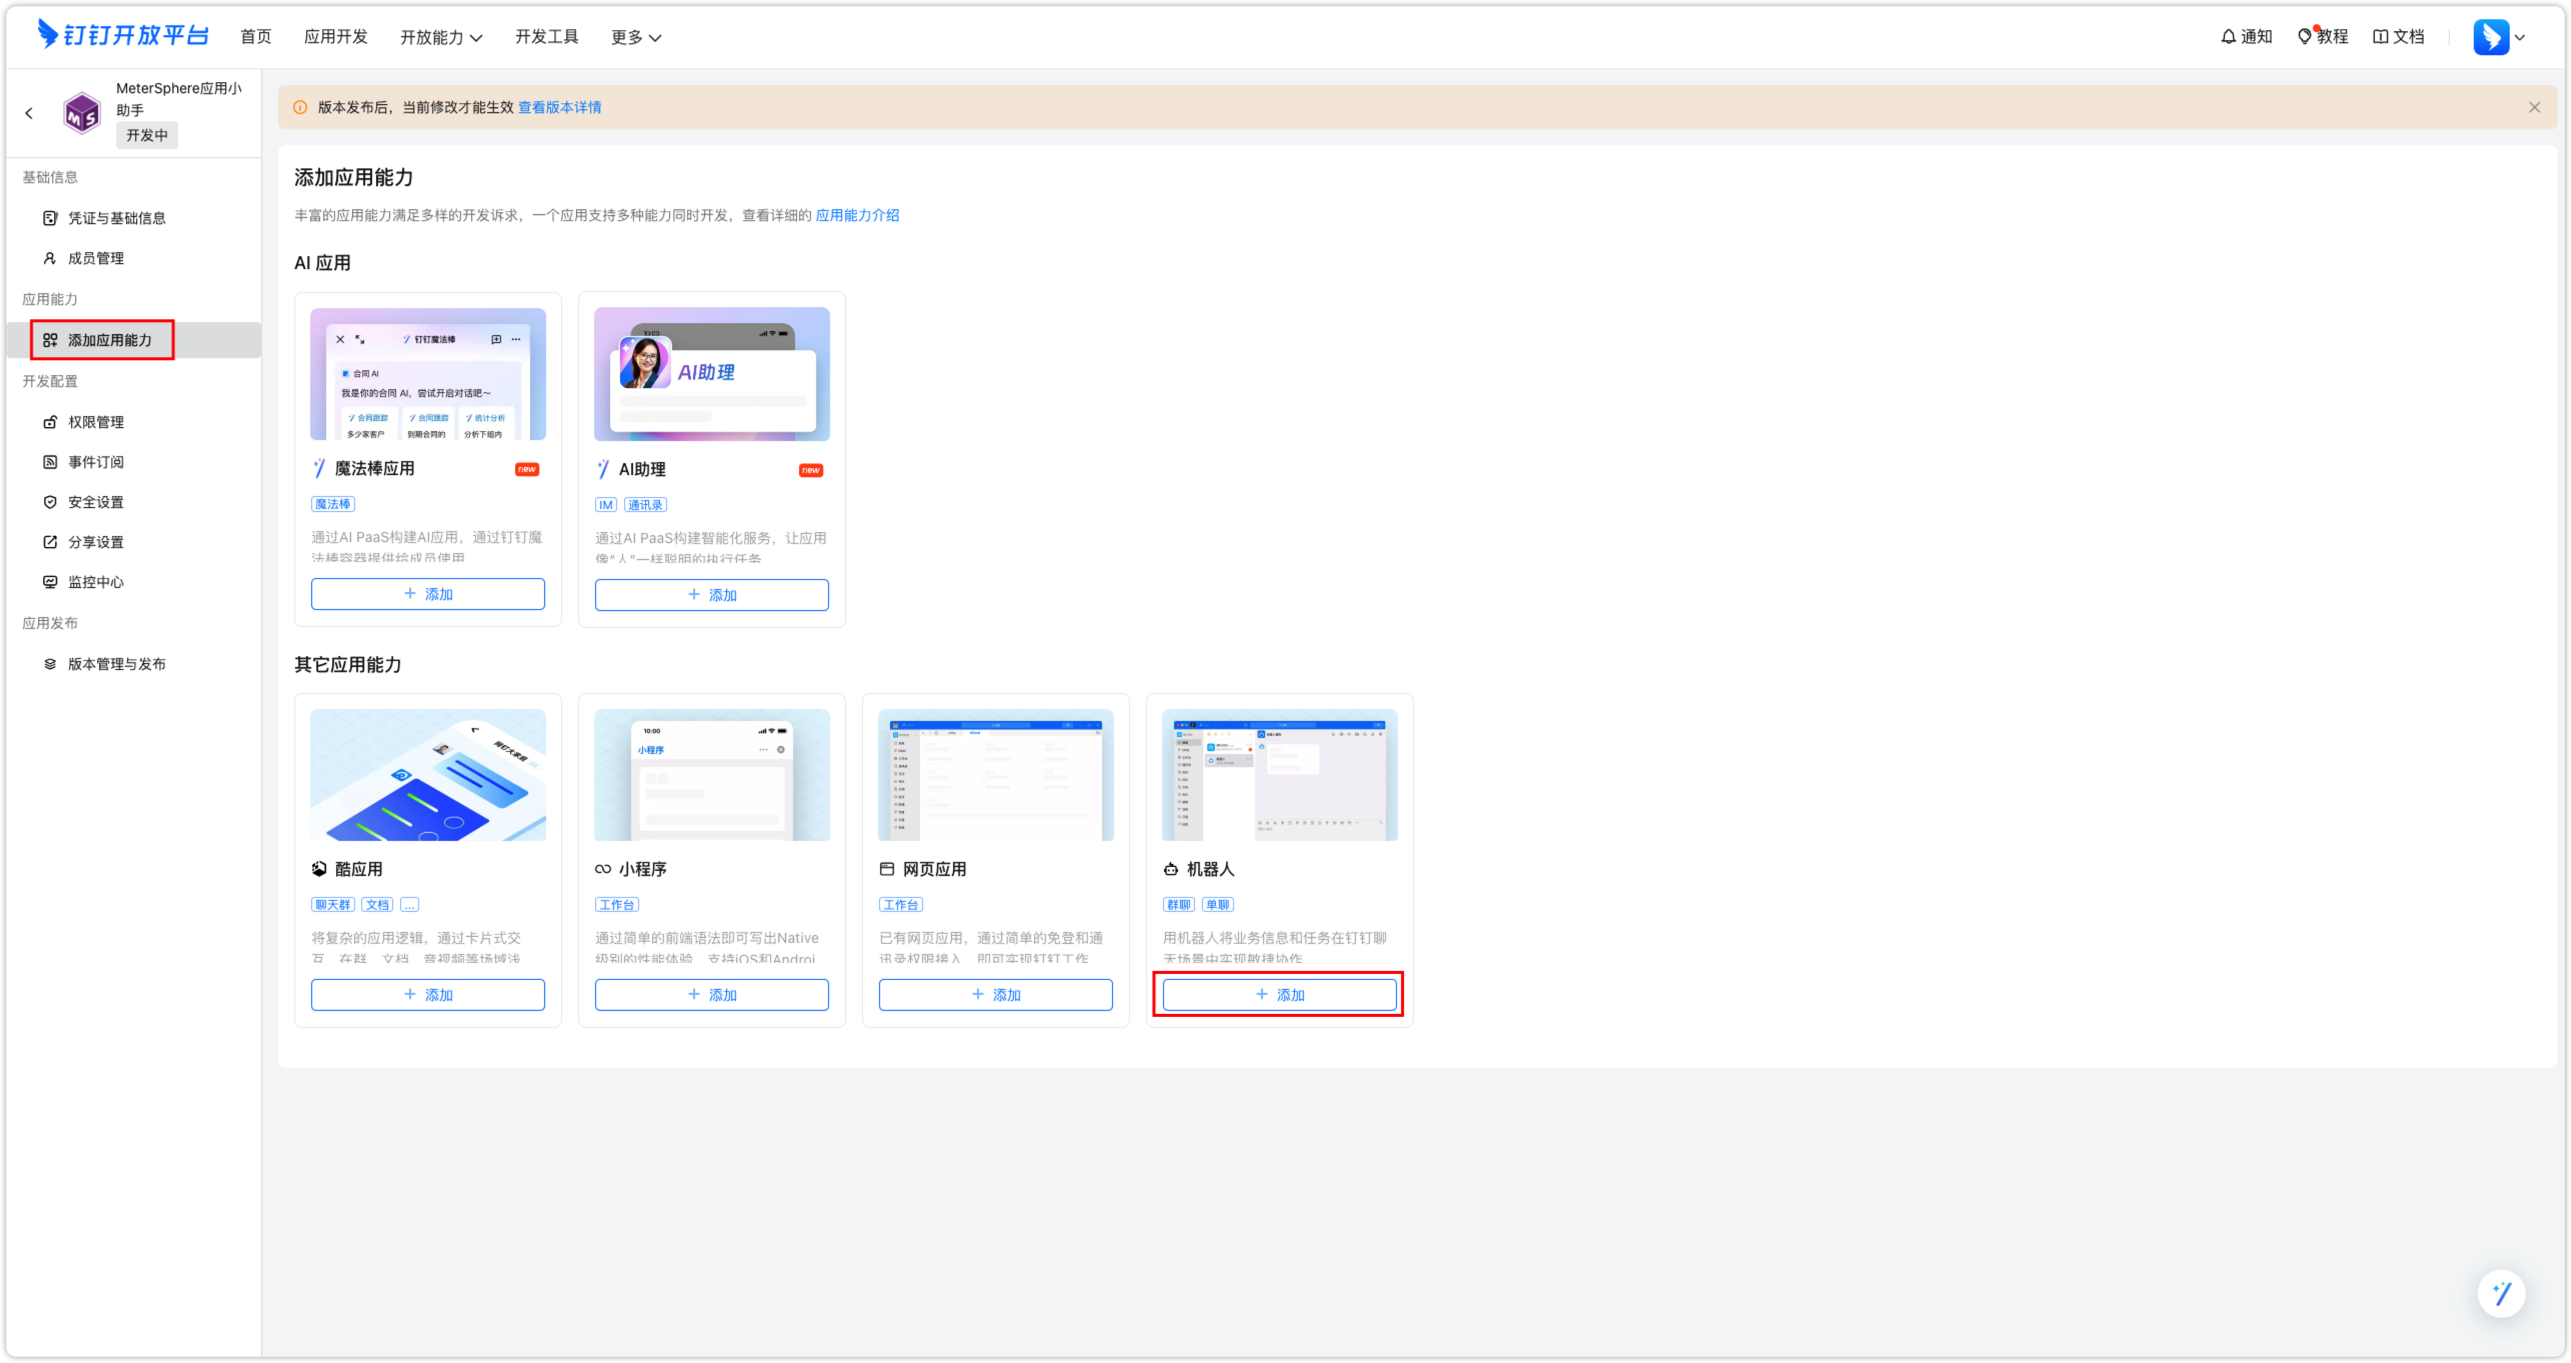 钉钉开放平台
首页
应用开发
开放能力
开发工具
更多
通知
教程
文档
MeterSphere应用小
助手
开发中
基础信息
凭证与基础信息
成员管理
应用能力
添加应用能力
开发配置
权限管理
事件订阅
安全设置
分享设置
监控中心
应用发布
版本管理与发布
版本发布后，当前修改才能生效 查看版本详情
添加应用能力
丰富的应用能力满足多样的开发诉求，一个应用支持多种能力同时开发，查看详细的 应用能力介绍
AI 应用
钉钉魔法棒
合同 AI
我是你的合同 AI，尝试开启对话吧～
合同跟踪 合同跟踪 统计分析
多少家客户 到期合同的 分析下组内
魔法棒应用 new
魔法棒
通过AI PaaS构建AI应用，通过钉钉魔
法棒容器提供给成员使用
添加
AI助理
AI助理 new
IM 通讯录
通过AI PaaS构建智能化服务，让应用
像“人”一样聪明的执行任务
添加
其它应用能力
酷应用
聊天群 文档 ...
将复杂的应用逻辑，通过卡片式交
互，在群、文档、音视频等场域浅
添加
10:00
小程序
小程序
工作台
通过简单的前端语法即可写出Native
级别的性能体验，支持iOS和Androi
添加
网页应用
工作台
已有网页应用，通过简单的免登和通
讯录权限接入，即可实现钉钉工作
添加
机器人
群聊 单聊
用机器人将业务信息和任务在钉钉聊
天场景中实现敏捷协作
添加